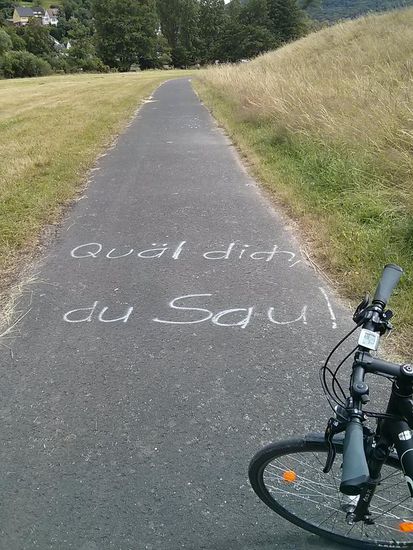 Quäl dich,
du Sau!